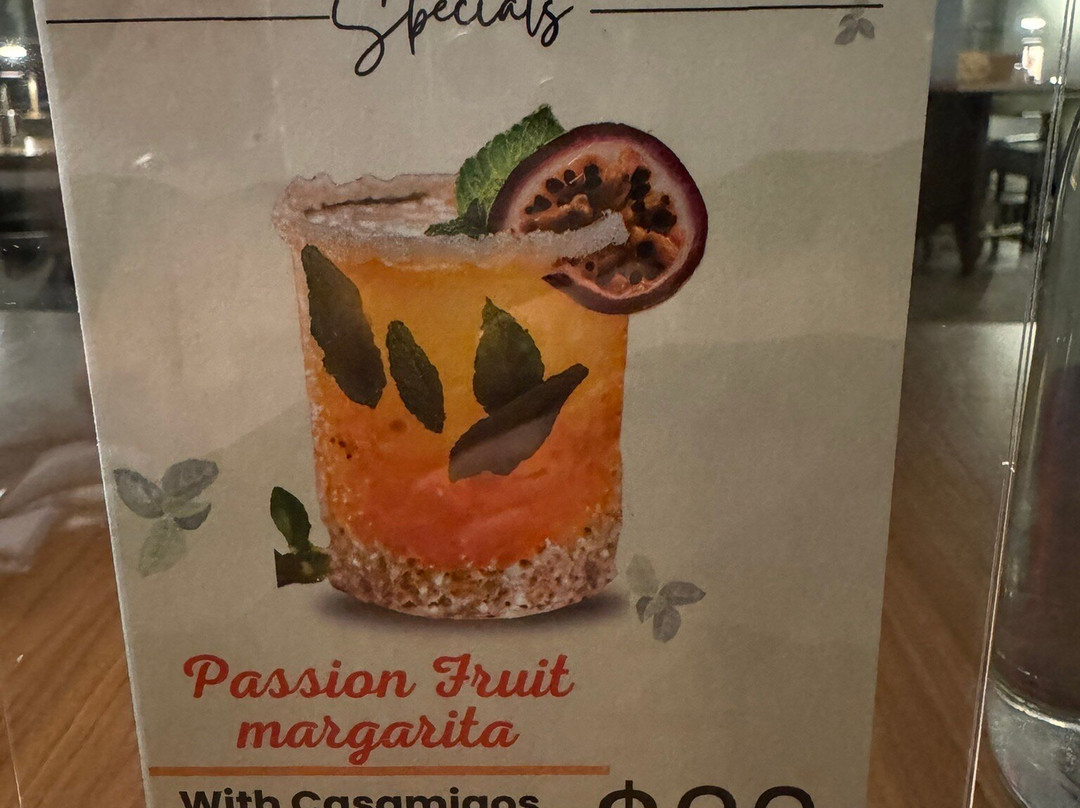 Specials
Passion Fruit
margarita
With Casamigos